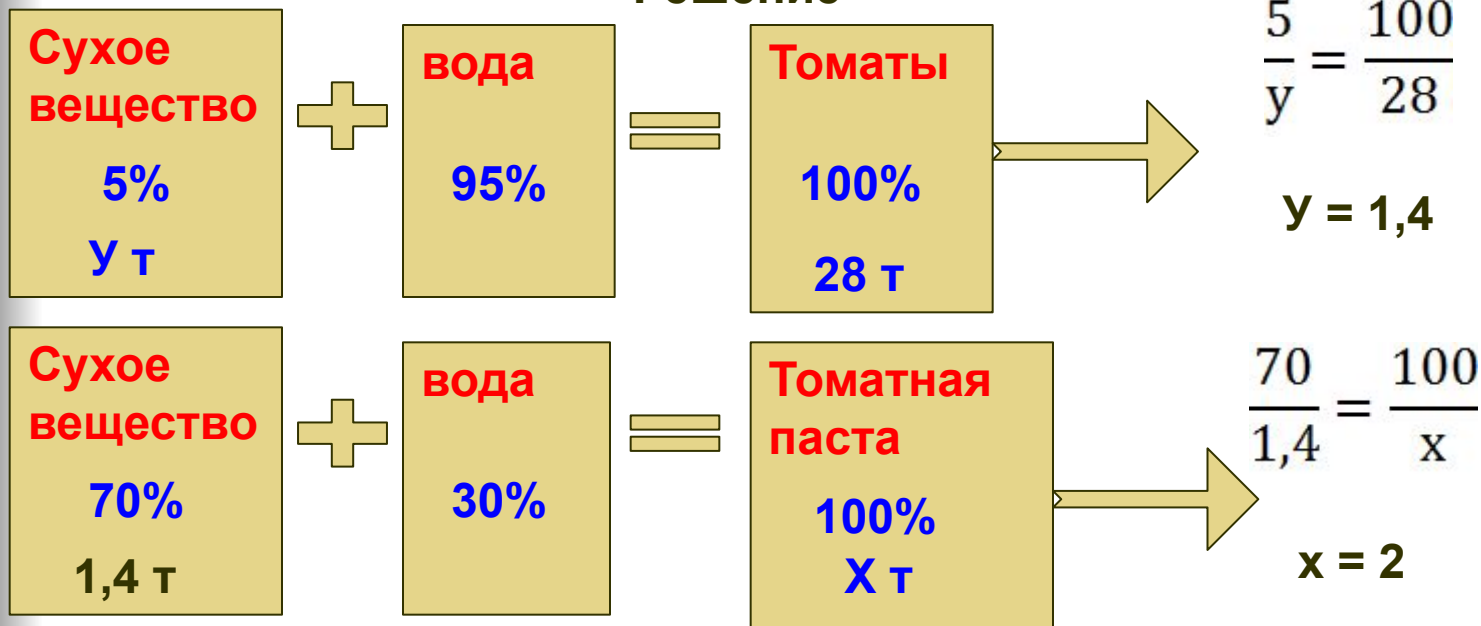 Решение
Сухое
вещество
5%
У т
вода
95%
Томаты
100%
28 т
5/y = 100/28
У = 1,4
Сухое
вещество
70%
1,4 т
вода
30%
Томатная
паста
100%
Х т
70/1,4 = 100/x
х = 2